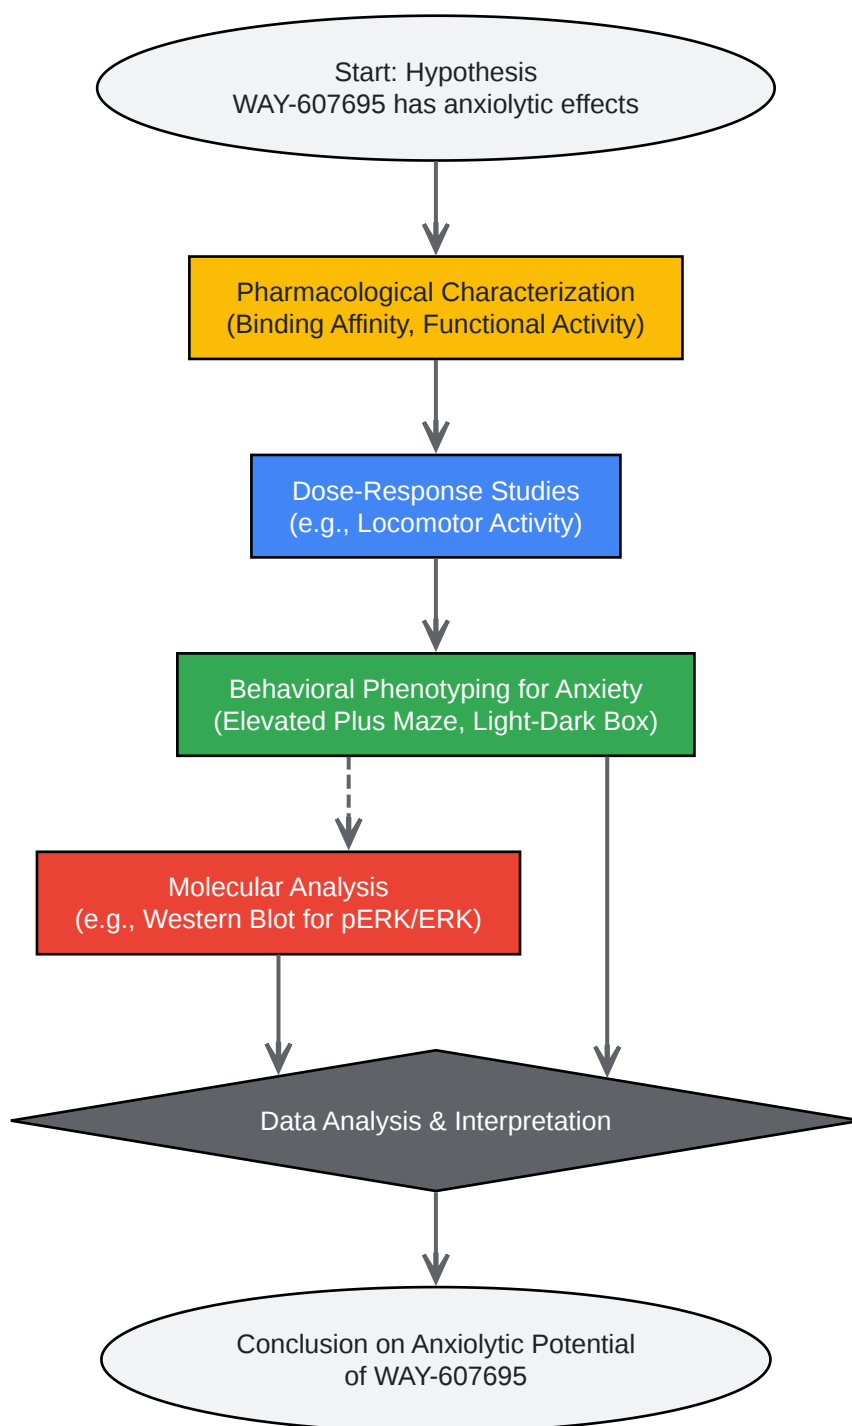 Start: Hypothesis
WAY-607695 has anxiolytic effects
Pharmacological Characterization
(Binding Affinity, Functional Activity)
Dose-Response Studies
(e.g., Locomotor Activity)
Behavioral Phenotyping for Anxiety
(Elevated Plus Maze, Light-Dark Box)
Molecular Analysis
(e.g., Western Blot for pERK/ERK)
Data Analysis & Interpretation
Conclusion on Anxiolytic Potential
of WAY-607695